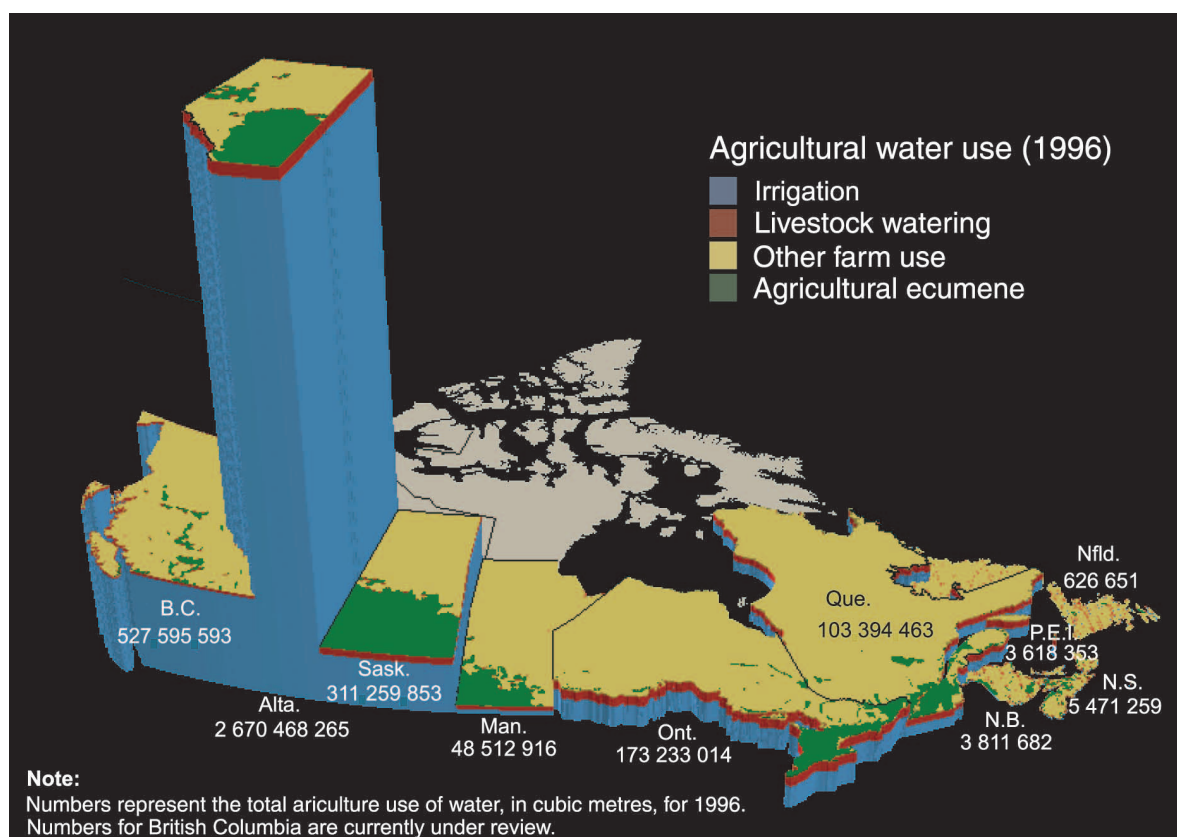 Agricultural water use (1996)
Irrigation
Livestock watering
Other farm use
Agricultural ecumene
Nfld.
626 651
B.C.
527 595 593
Que.
103 394 463
P.E.I.
3 618 353
Sask.
311 259 853
N.S.
5 471 259
Alta.
2 670 468 265
Man.
48 512 916
Ont.
173 233 014
N.B.
3 811 682
Note:
Numbers represent the total ariculture use of water, in cubic metres, for 1996.
Numbers for British Columbia are currently under review.